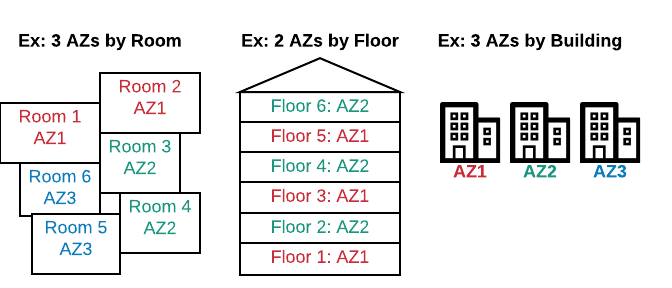 Ex: 3 AZs by Room
Room 1
AZ1
Room 2
AZ1
Room 3
AZ2
Room 6
AZ3
Room 4
AZ2
Room 5
AZ3
Ex: 2 AZs by Floor
Floor 6: AZ2
Floor 5: AZ1
Floor 4: AZ2
Floor 3: AZ1
Floor 2: AZ2
Floor 1: AZ1
Ex: 3 AZs by Building
AZ1 AZ2 AZ3